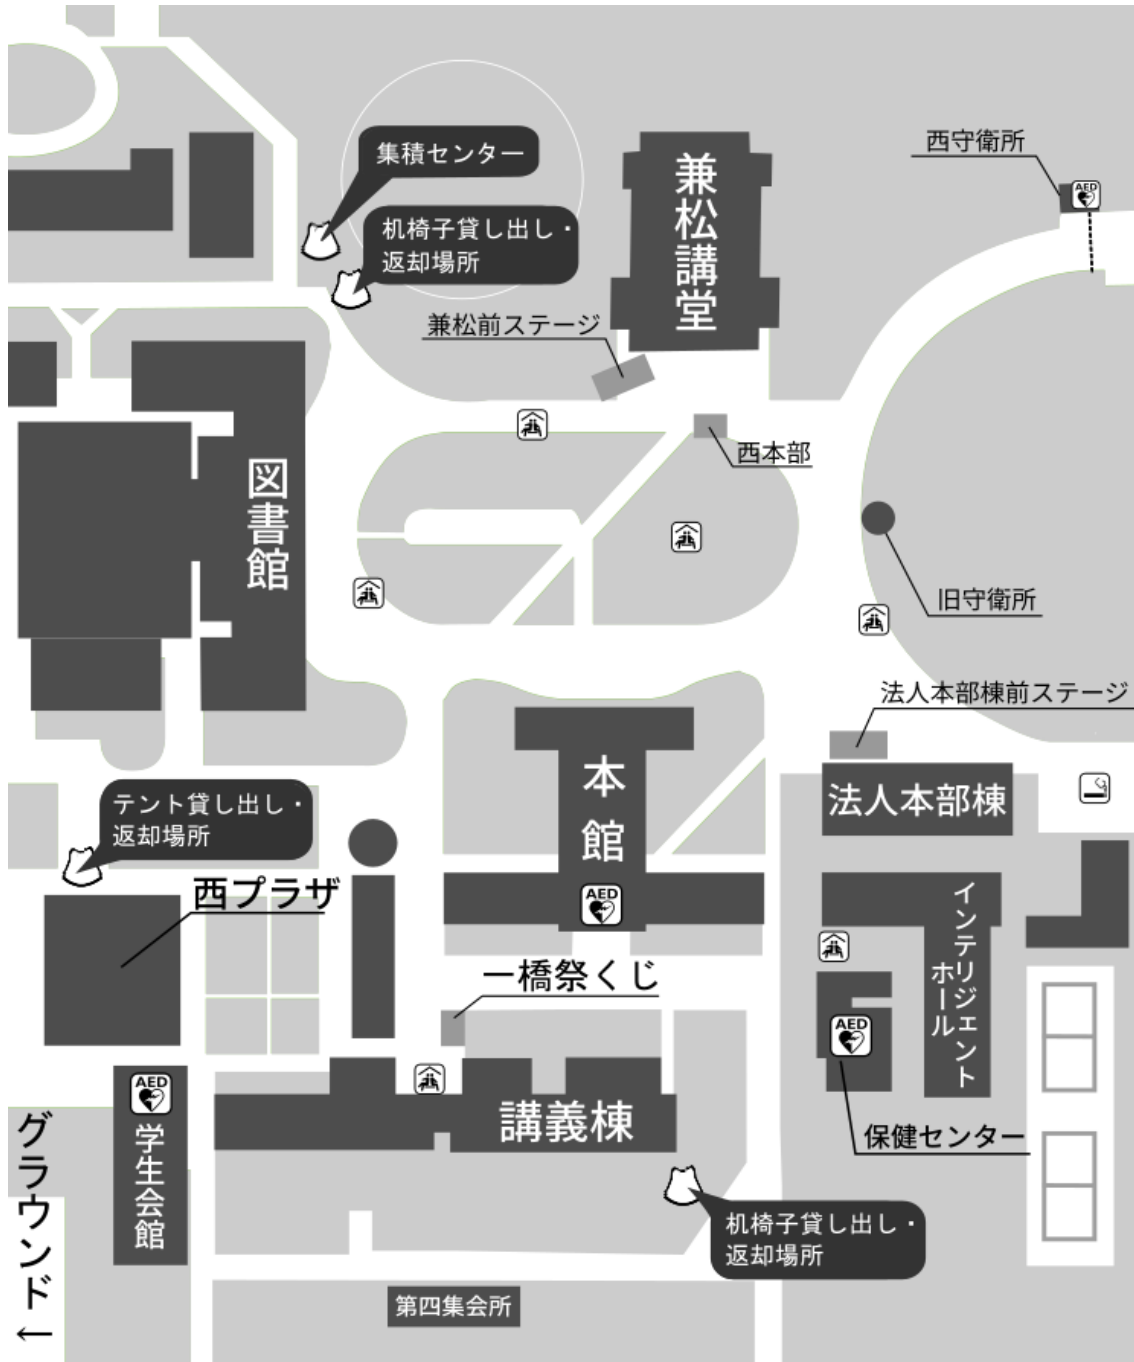 集積センター
机椅子貸し出し・
返却場所
兼松講堂
西守衛所
AED
兼松前ステージ
西本部
図書館
旧守衛所
法人本部棟前ステージ
法人本部棟
本館
AED
テント貸し出し・
返却場所
西プラザ
インテリジェント
ホール
一橋祭くじ
AED
保健センター
AED
学生会館
講義棟
グラウンド←
机椅子貸し出し・
返却場所
第四集会所